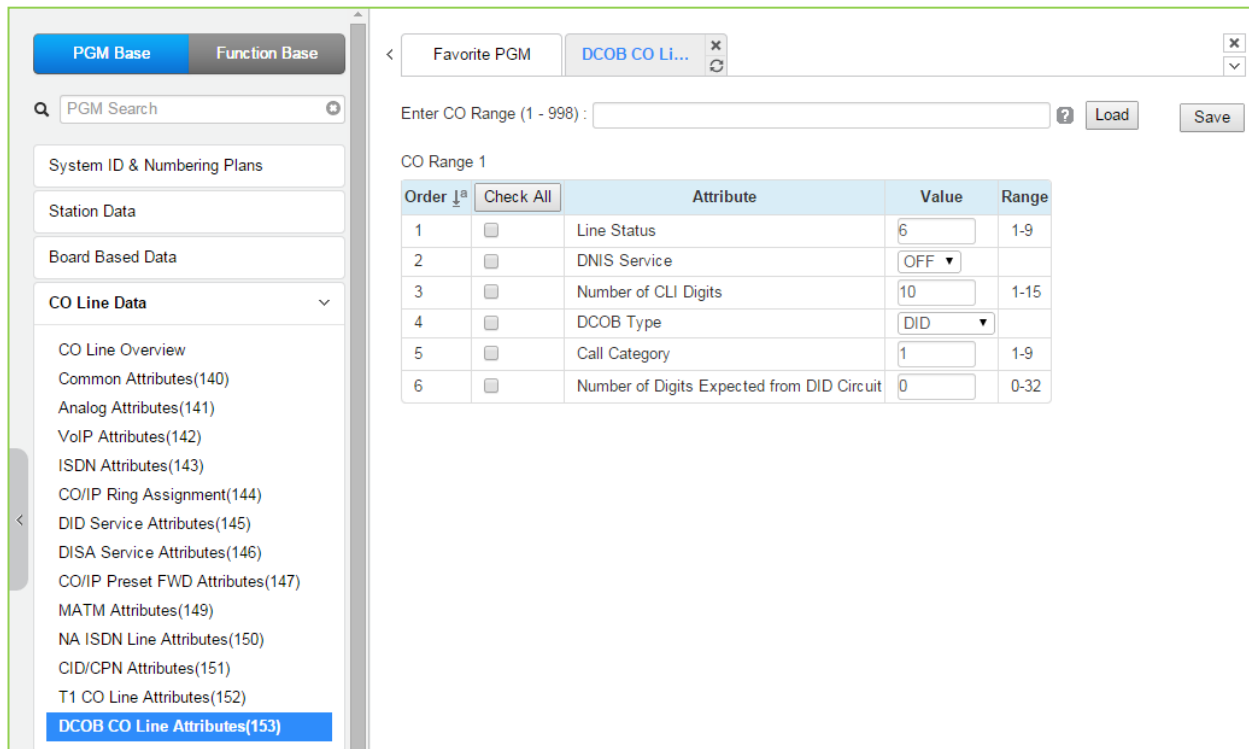 PGM Base Function Base
PGM Search
System ID & Numbering Plans
Station Data
Board Based Data
CO Line Data
CO Line Overview
Common Attributes(140)
Analog Attributes(141)
VoIP Attributes(142)
ISDN Attributes(143)
CO/IP Ring Assignment(144)
DID Service Attributes(145)
DISA Service Attributes(146)
CO/IP Preset FWD Attributes(147)
MATM Attributes(149)
NA ISDN Line Attributes(150)
CID/CPN Attributes(151)
T1 CO Line Attributes(152)
DCOB CO Line Attributes(153)
Favorite PGM DCOB CO Li...
Enter CO Range (1 - 998) : ? Load Save
CO Range 1
Order Check All Attribute Value Range
1 Line Status 6 1-9
2 DNIS Service OFF
3 Number of CLI Digits 10 1-15
4 DCOB Type DID
5 Call Category 1 1-9
6 Number of Digits Expected from DID Circuit 0 0-32